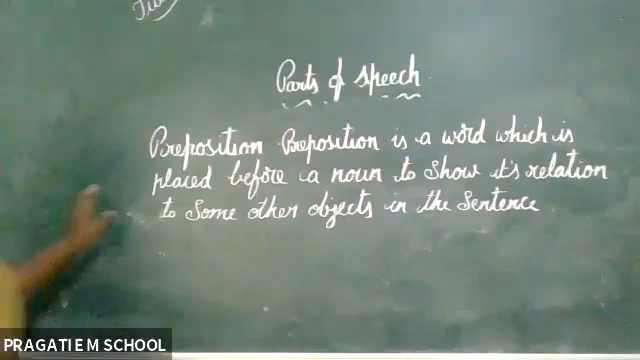 Parts of speech
Preposition Preposition is a word which is
placed before a noun to show it's relation
to Some other objects in the Sentence
PRAGATI E M SCHOOL